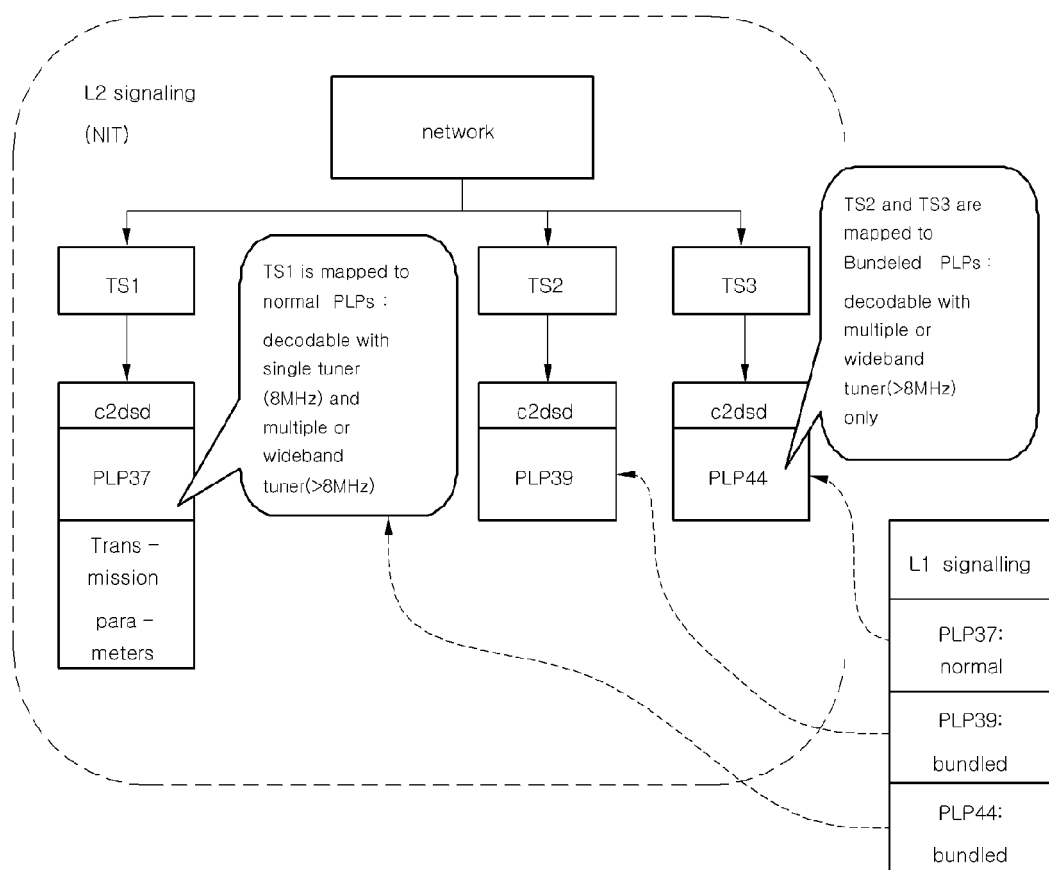 L2 signaling
(NIT)
network
TS1
TS2
TS3
TS1 is mapped to
normal PLPs :
decodable with
single tuner
(8MHz) and
multiple or
wideband
tuner(>8MHz)
TS2 and TS3 are
mapped to
Bundeled PLPs :
decodable with
multiple or
wideband
tuner(>8MHz)
only
c2dsd
PLP37
Trans -
mission
para -
meters
c2dsd
PLP39
c2dsd
PLP44
L1 signalling
PLP37:
normal
PLP39:
bundled
PLP44:
bundled